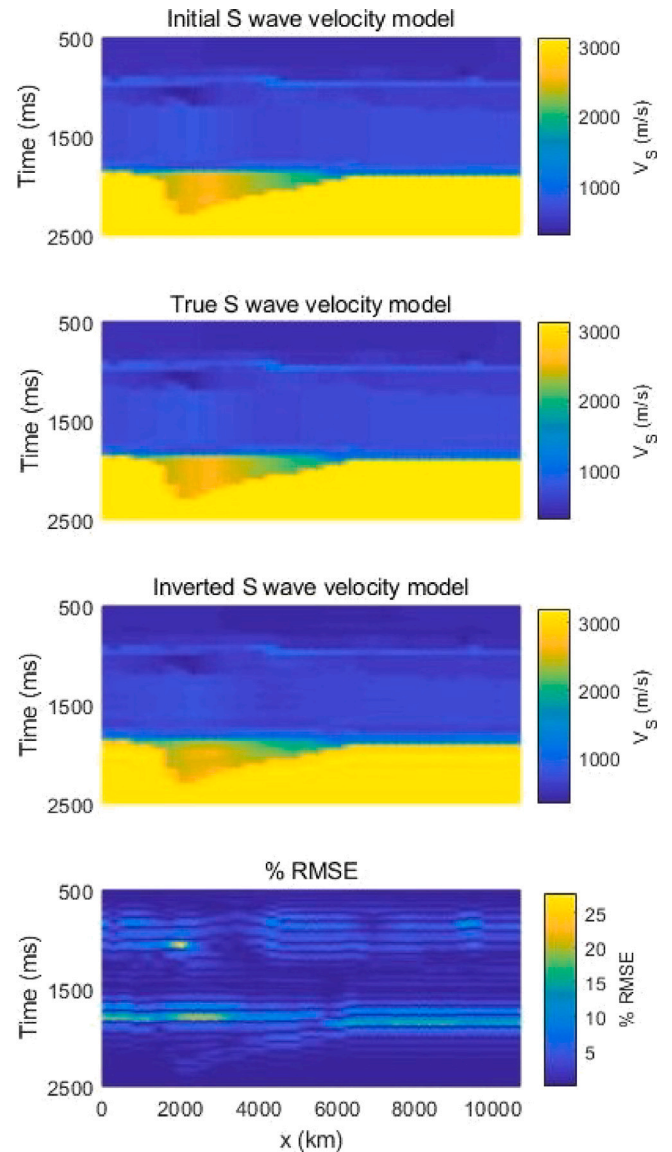 Initial S wave velocity model
500
1500
2500
Time (ms)
3000
2000
1000
V_S (m/s)
True S wave velocity model
500
1500
2500
Time (ms)
3000
2000
1000
V_S (m/s)
Inverted S wave velocity model
500
1500
2500
Time (ms)
3000
2000
1000
V_S (m/s)
% RMSE
500
1500
2500
Time (ms)
25
20
15
10
5
% RMSE
0 2000 4000 6000 8000 10000
x (km)